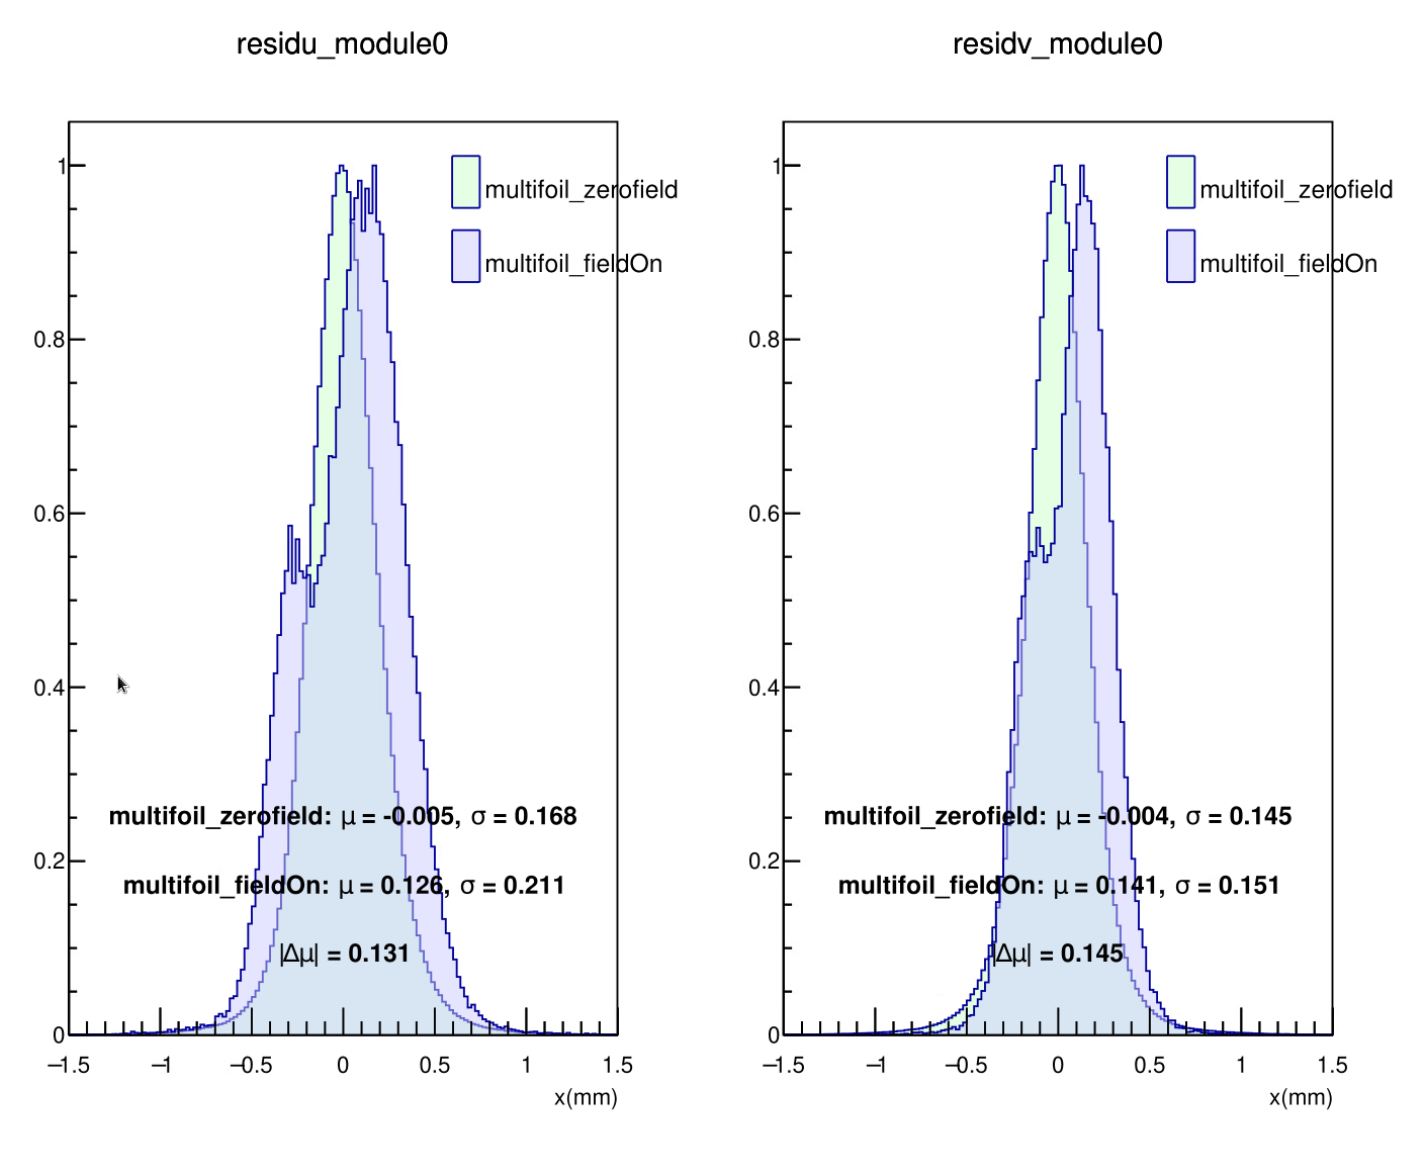 residu_module0
1
0.8
0.6
0.4
0.2
0
−1.5 −1 −0.5 0 0.5 1 1.5
x(mm)
multifoil_zerofield
multifoil_fieldOn
multifoil_zerofield: μ = -0.005, σ = 0.168
multifoil_fieldOn: μ = 0.126, σ = 0.211
|Δμ| = 0.131
residv_module0
1
0.8
0.6
0.4
0.2
0
−1.5 −1 −0.5 0 0.5 1 1.5
x(mm)
multifoil_zerofield
multifoil_fieldOn
multifoil_zerofield: μ = -0.004, σ = 0.145
multifoil_fieldOn: μ = 0.141, σ = 0.151
|Δμ| = 0.145